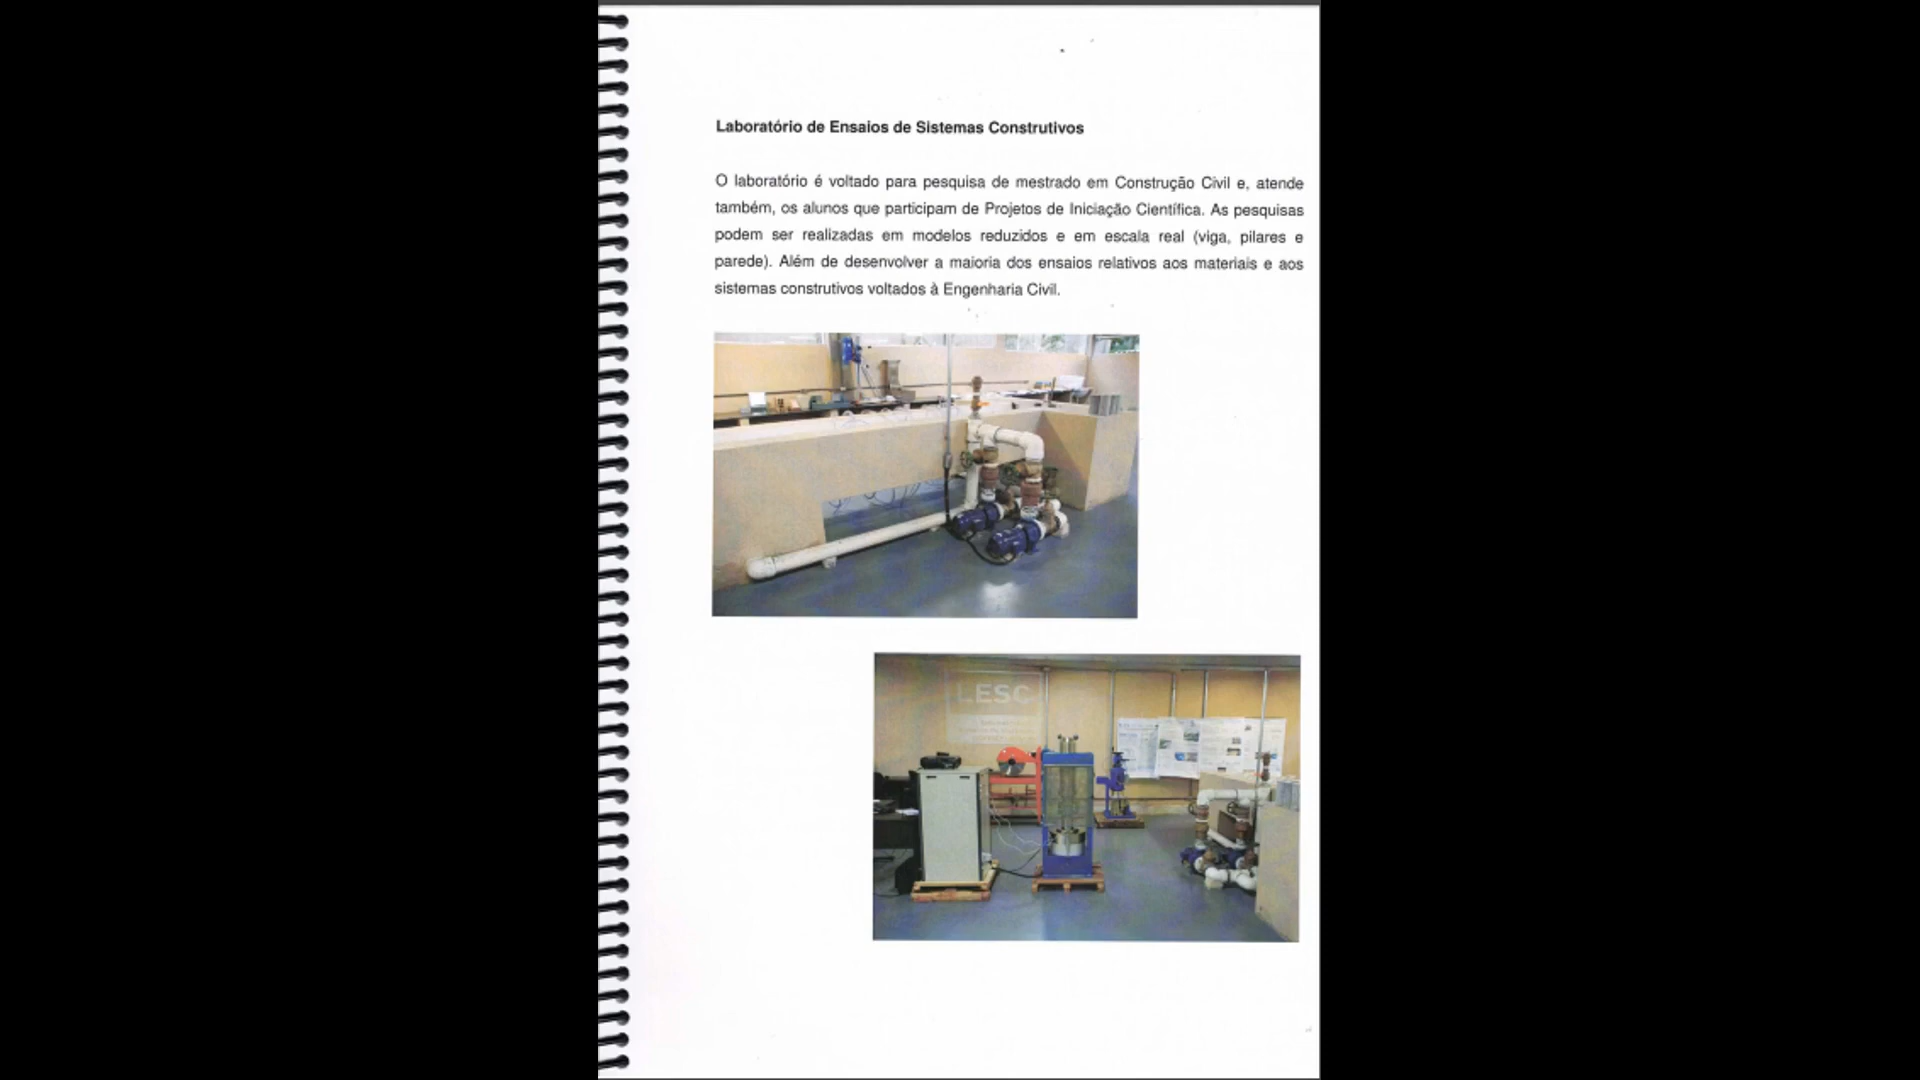 Laboratório de Ensaios de Sistemas Construtivos
O laboratório é voltado para pesquisa de mestrado em Construção Civil e, atende
também, os alunos que participam de Projetos de Iniciação Científica. As pesquisas
podem ser realizadas em modelos reduzidos e em escala real (viga, pilares e
parede). Além de desenvolver a maioria dos ensaios relativos aos materiais e aos
sistemas construtivos voltados à Engenharia Civil.
LESC